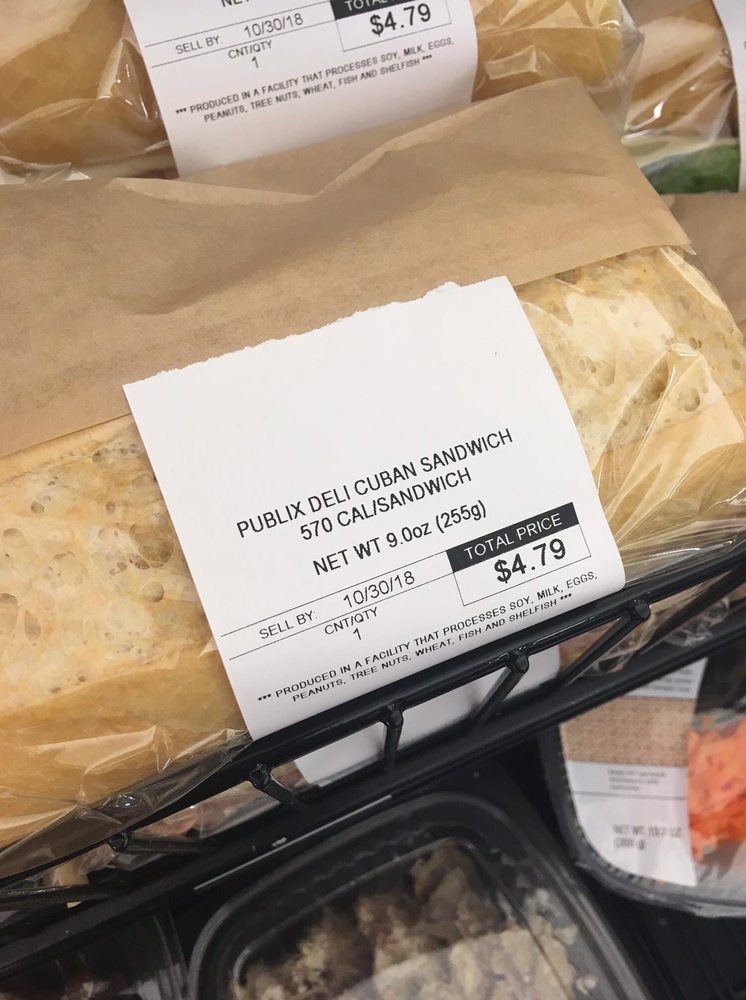 TOTAL
SELL BY: 10/30/18 $4.79
CNT/QTY
1
*** PRODUCED IN A FACILITY THAT PROCESSES SOY, MILK, EGGS,
PEANUTS, TREE NUTS, WHEAT, FISH AND SHELFISH ***
PUBLIX DELI CUBAN SANDWICH
570 CAL/SANDWICH
NET WT 9.0oz (255g)
TOTAL PRICE
SELL BY: 10/30/18 $4.79
CNT/QTY
1
*** PRODUCED IN A FACILITY THAT PROCESSES SOY, MILK, EGGS,
PEANUTS, TREE NUTS, WHEAT, FISH AND SHELFISH ***
NET WT